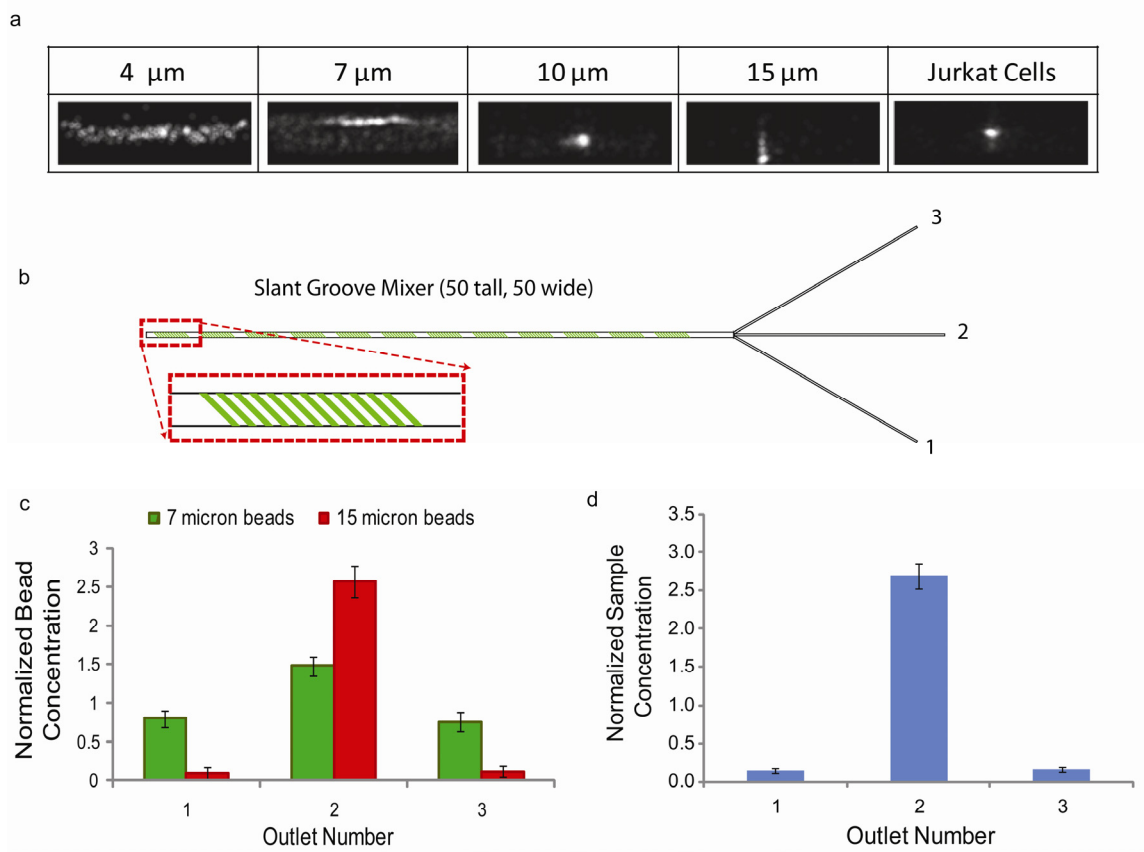 a
4 μm 7 μm 10 μm 15 μm Jurkat Cells
b
Slant Groove Mixer (50 tall, 50 wide)
3
2
1
c
7 micron beads 15 micron beads
Normalized Bead
Concentration
3
2.5
2
1.5
1
0.5
0
1 2 3
Outlet Number
d
Normalized Sample
Concentration
3.5
3.0
2.5
2.0
1.5
1.0
0.5
0.0
1 2 3
Outlet Number